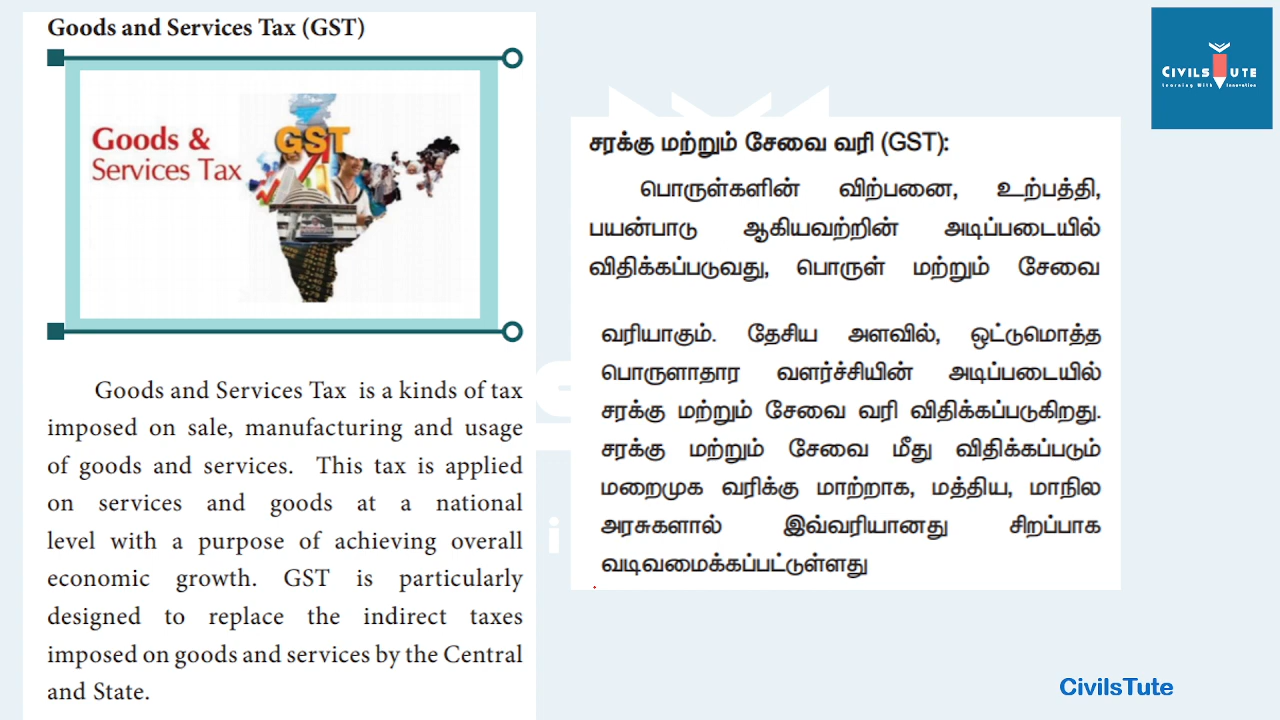 Goods and Services Tax (GST)
Goods &
Services Tax
GST
Goods and Services Tax is a kinds of tax
imposed on sale, manufacturing and usage
of goods and services. This tax is applied
on services and goods at a national
level with a purpose of achieving overall
economic growth. GST is particularly
designed to replace the indirect taxes
imposed on goods and services by the Central
and State.
சரக்கு மற்றும் சேவை வரி (GST):
பொருள்களின் விற்பனை, உற்பத்தி,
பயன்பாடு ஆகியவற்றின் அடிப்படையில்
விதிக்கப்படுவது, பொருள் மற்றும் சேவை
வரியாகும். தேசிய அளவில், ஒட்டுமொத்த
பொருளாதார வளர்ச்சியின் அடிப்படையில்
சரக்கு மற்றும் சேவை வரி விதிக்கப்படுகிறது.
சரக்கு மற்றும் சேவை மீது விதிக்கப்படும்
மறைமுக வரிக்கு மாற்றாக, மத்திய, மாநில
அரசுகளால் இவ்வரியானது சிறப்பாக
வடிவமைக்கப்பட்டுள்ளது
CIVILSTUTE
Learning With Innovation
CivilsTute